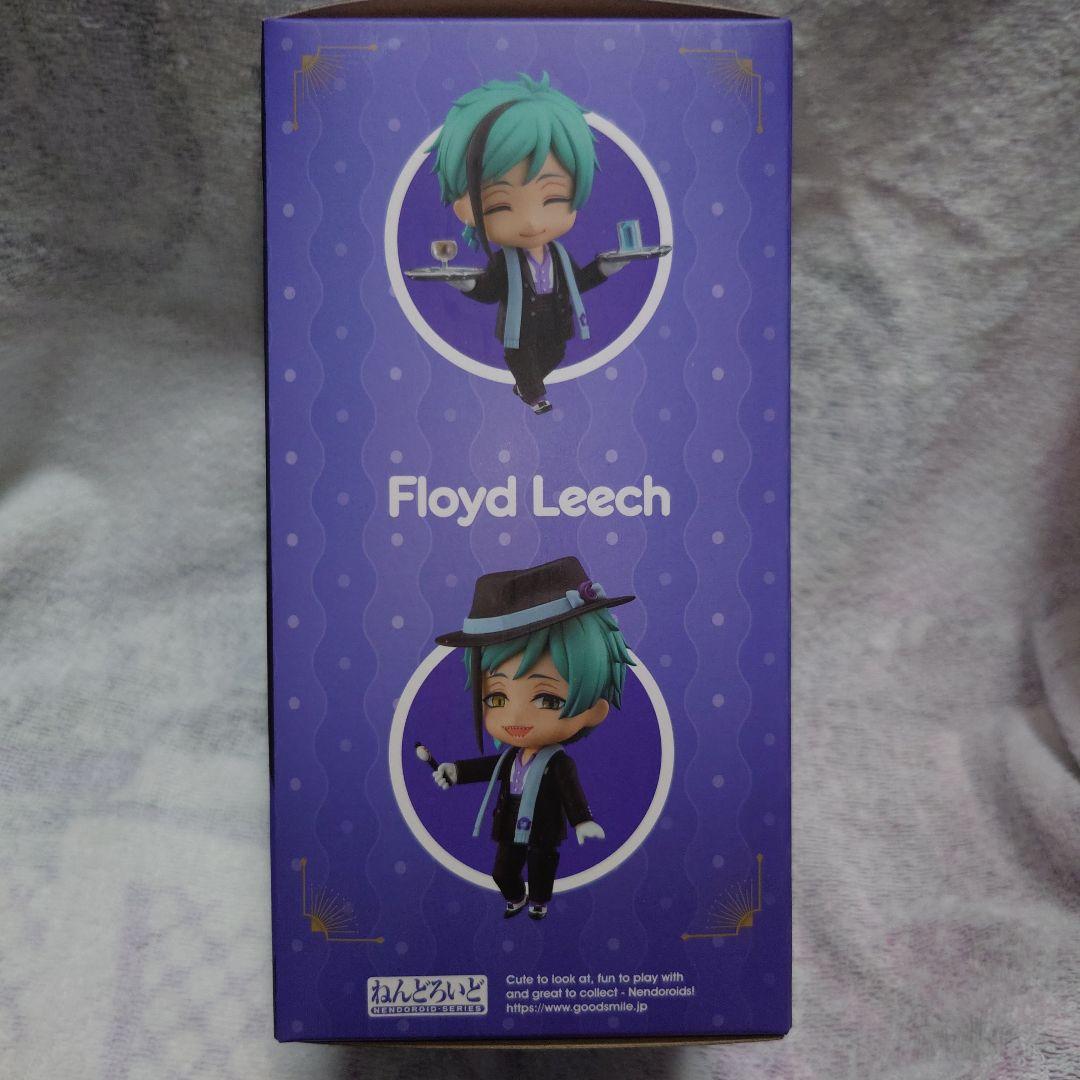 Floyd Leech
ねんどろいど
NENDOROID-SERIES
Cute to look at, fun to play with
and great to collect - Nendoroids!
https://www.goodsmile.jp